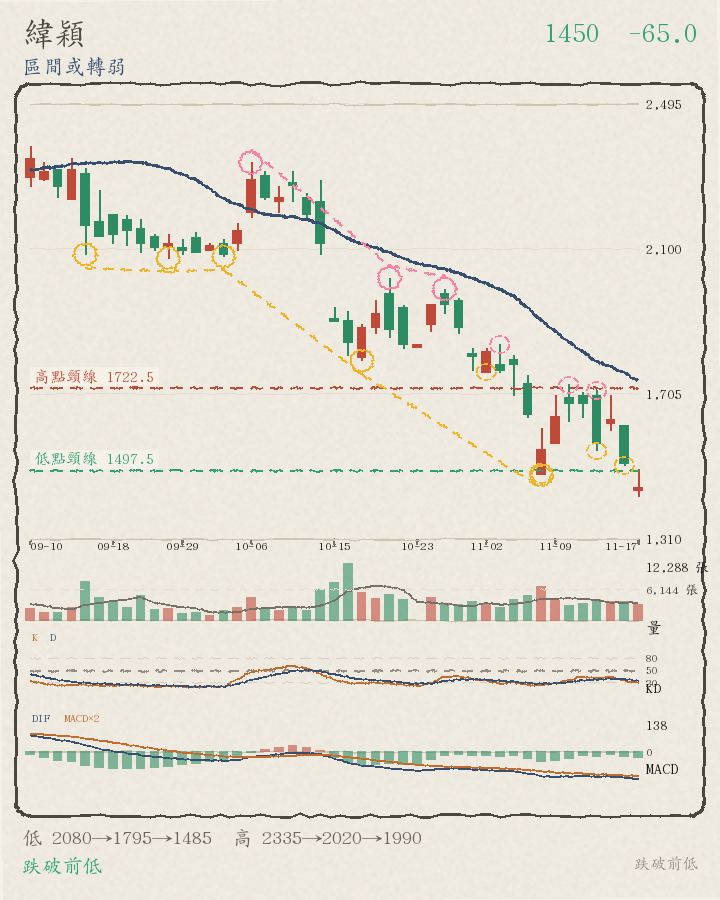 緯穎
1450 -65.0
區間或轉弱
2,495
2,100
高點頸線 1722.5
1,705
低點頸線 1497.5
1,310
09-10 09-18 09-29 10-06 10-15 10-23 11-02 11-09 11-17
12,288 張
6,144 張
量
K D
80
50
20
KD
DIF MACD×2
138
0
MACD
低 2080→1795→1485 高 2335→2020→1990
跌破前低
跌破前低